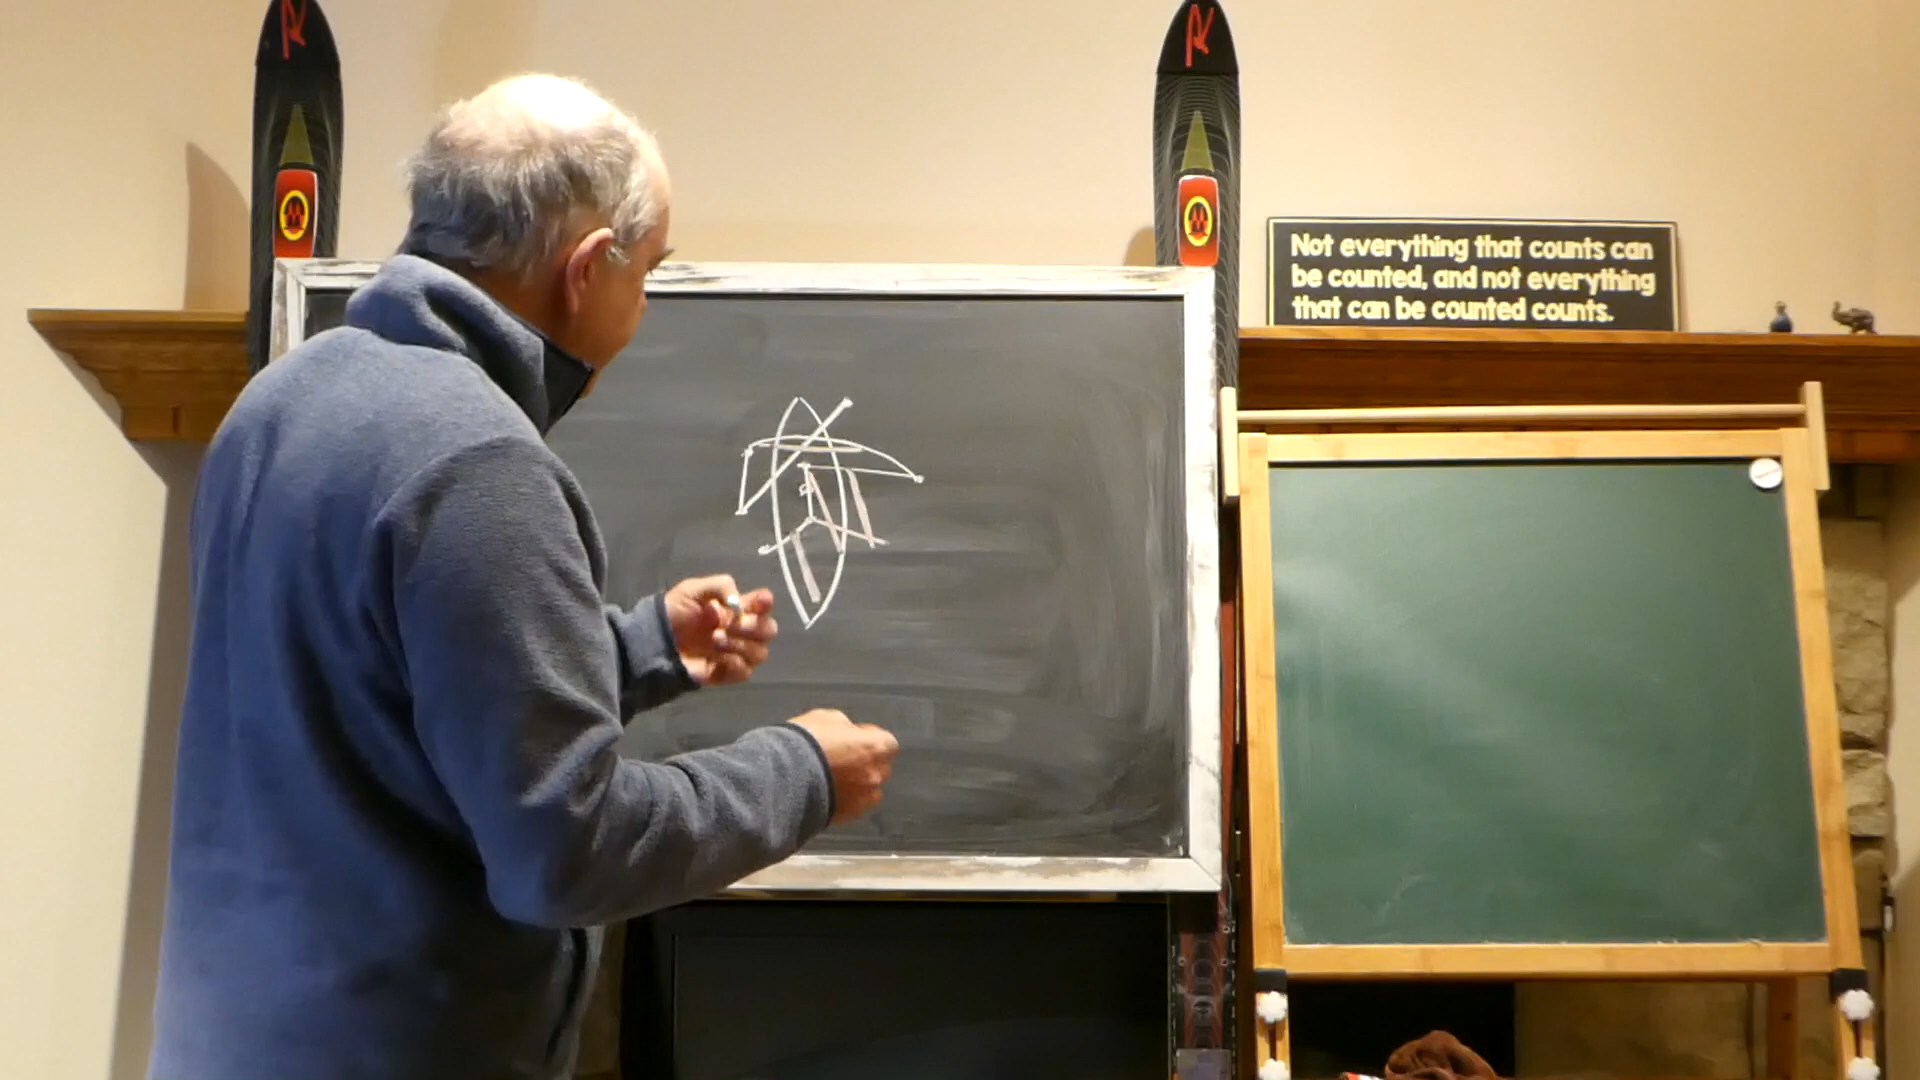 Not everything that counts can
be counted, and not everything
that can be counted counts.